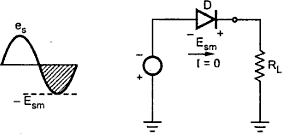 e_s
– E_sm
D
– +
E_sm
I = 0
–
+
R_L